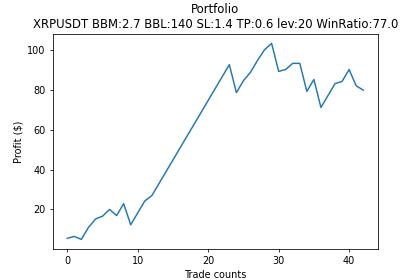 Portfolio
XRPUSDT BBM:2.7 BBL:140 SL:1.4 TP:0.6 lev:20 WinRatio:77.0
100
80
60
40
20
Profit ($)
0 10 20 30 40
Trade counts